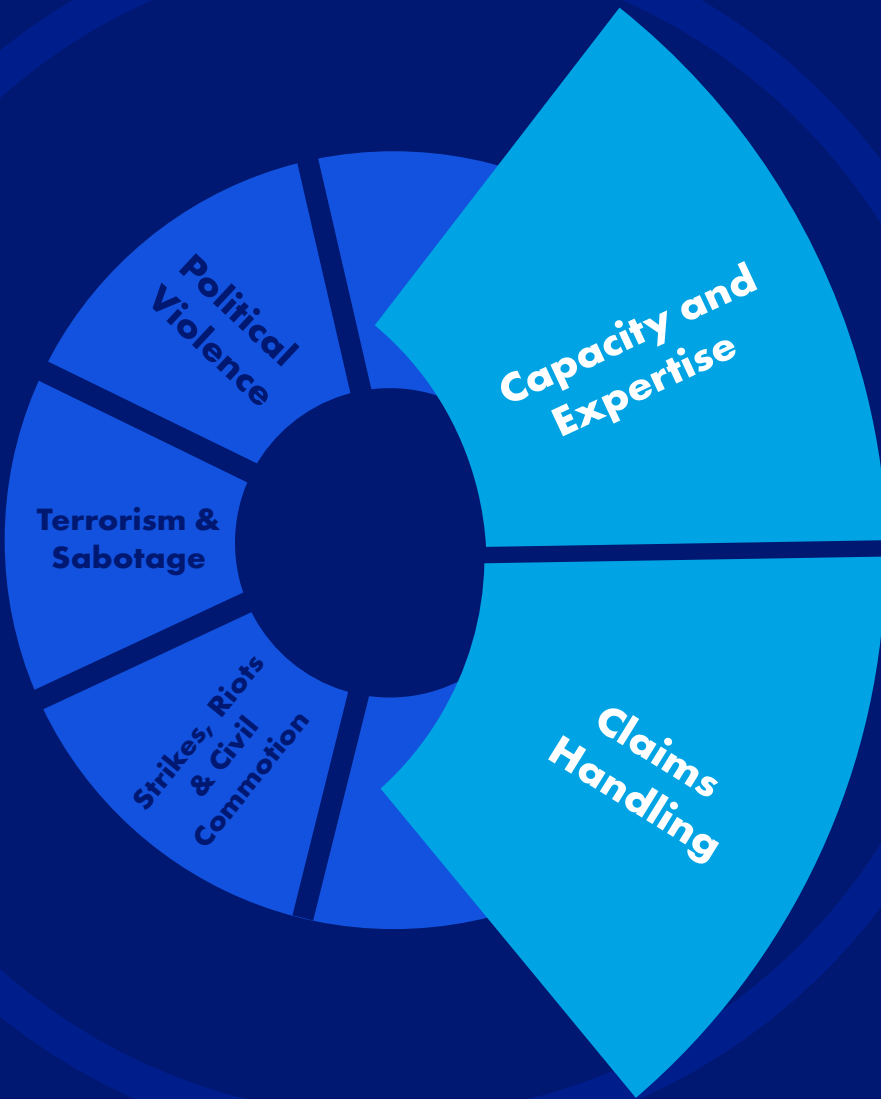 Political
Violence
Capacity and
Expertise
Terrorism &
Sabotage
Strikes, Riots
& Civil
Commotion
Claims
Handling